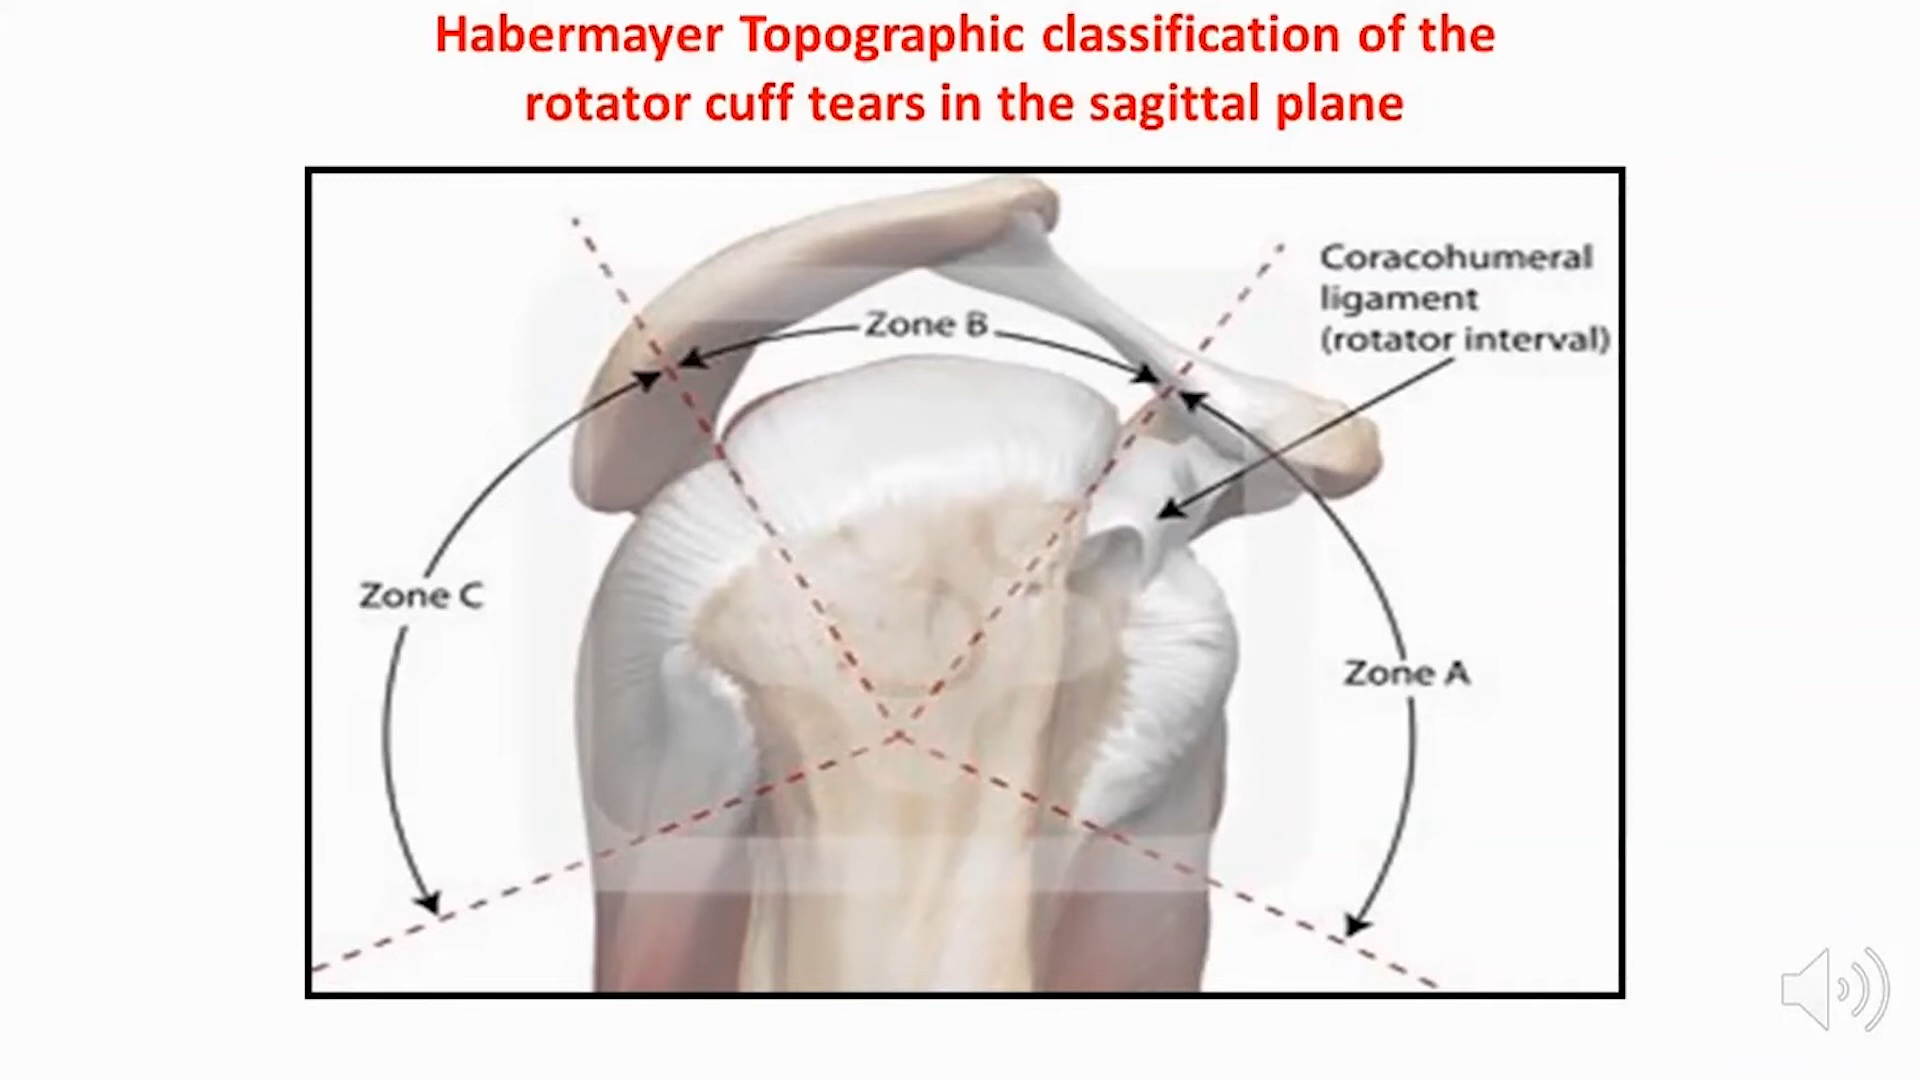 Habermayer Topographic classification of the
rotator cuff tears in the sagittal plane
Coracohumeral
ligament
(rotator interval)
Zone B
Zone C
Zone A